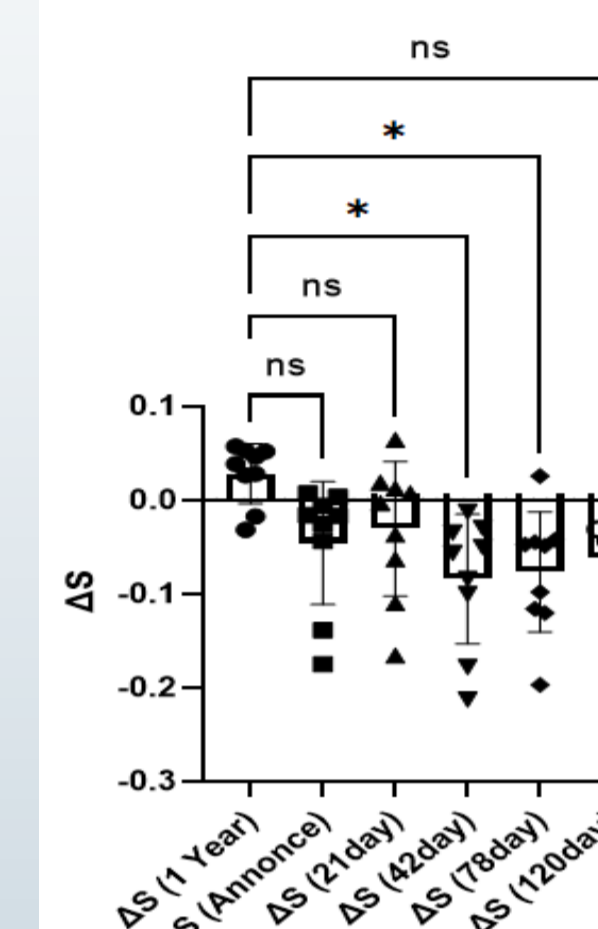 ns
*
*
ns
ns
0.1
0.0
-0.1
-0.2
-0.3
ΔS
ΔS (1 Year)
S (Annonce)
ΔS (21day)
ΔS (42day)
ΔS (78day)
ΔS (120day